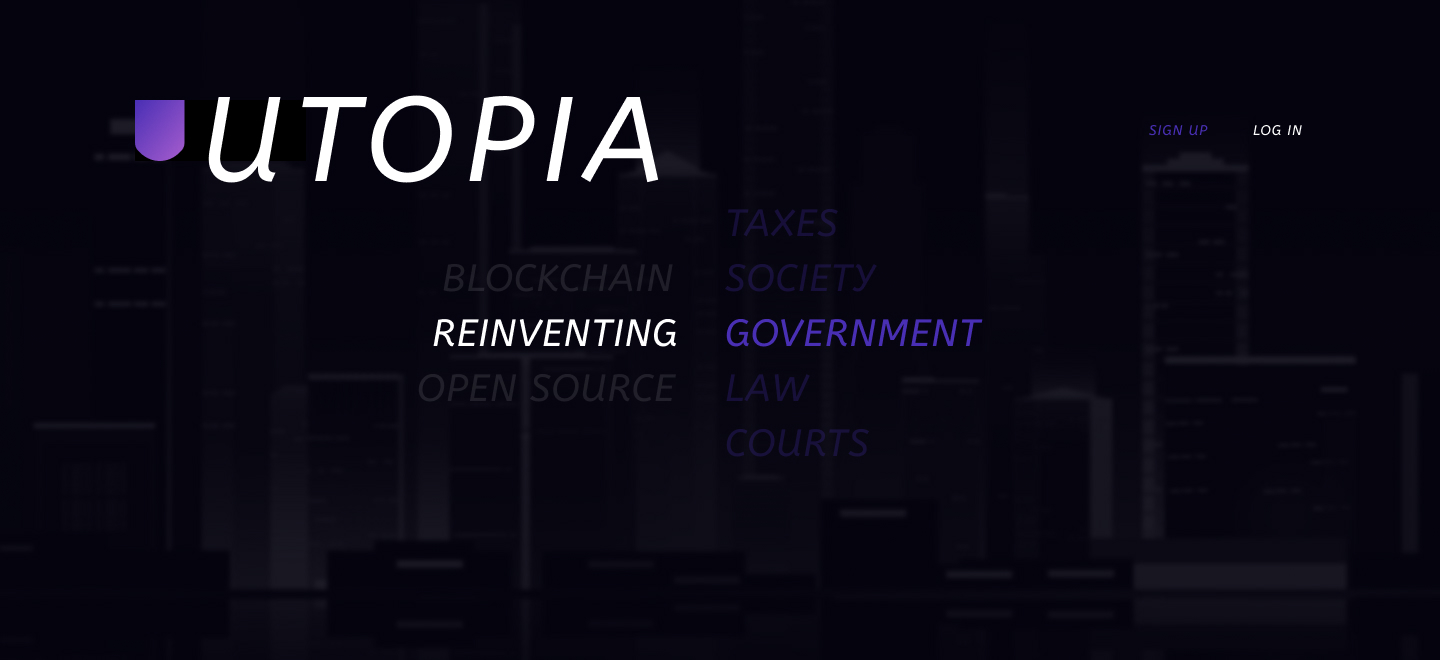 UTOPIA
SIGN UP
LOG IN
TAXES
BLOCKCHAIN SOCIETY
REINVENTING GOVERNMENT
OPEN SOURCE LAW
COURTS